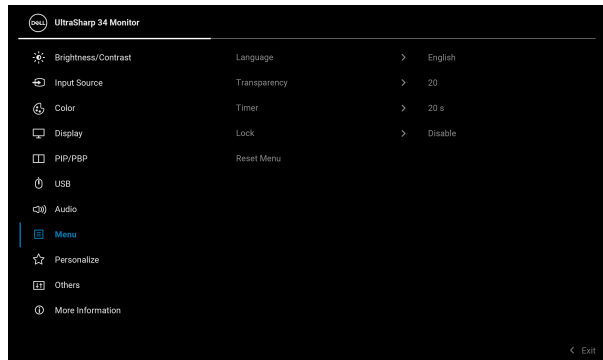 DELL UltraSharp 34 Monitor
Brightness/Contrast Language > English
Input Source Transparency > 20
Color Timer > 20 s
Display Lock > Disable
PIP/PBP Reset Menu
USB
Audio
Menu
Personalize
Others
More Information
< Exit